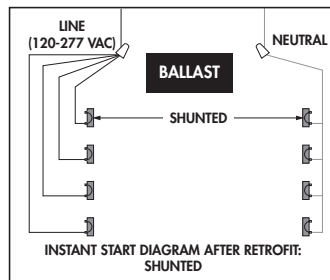 LINE
(120-277 VAC)
NEUTRAL
BALLAST
SHUNTED
INSTANT START DIAGRAM AFTER RETROFIT:
SHUNTED